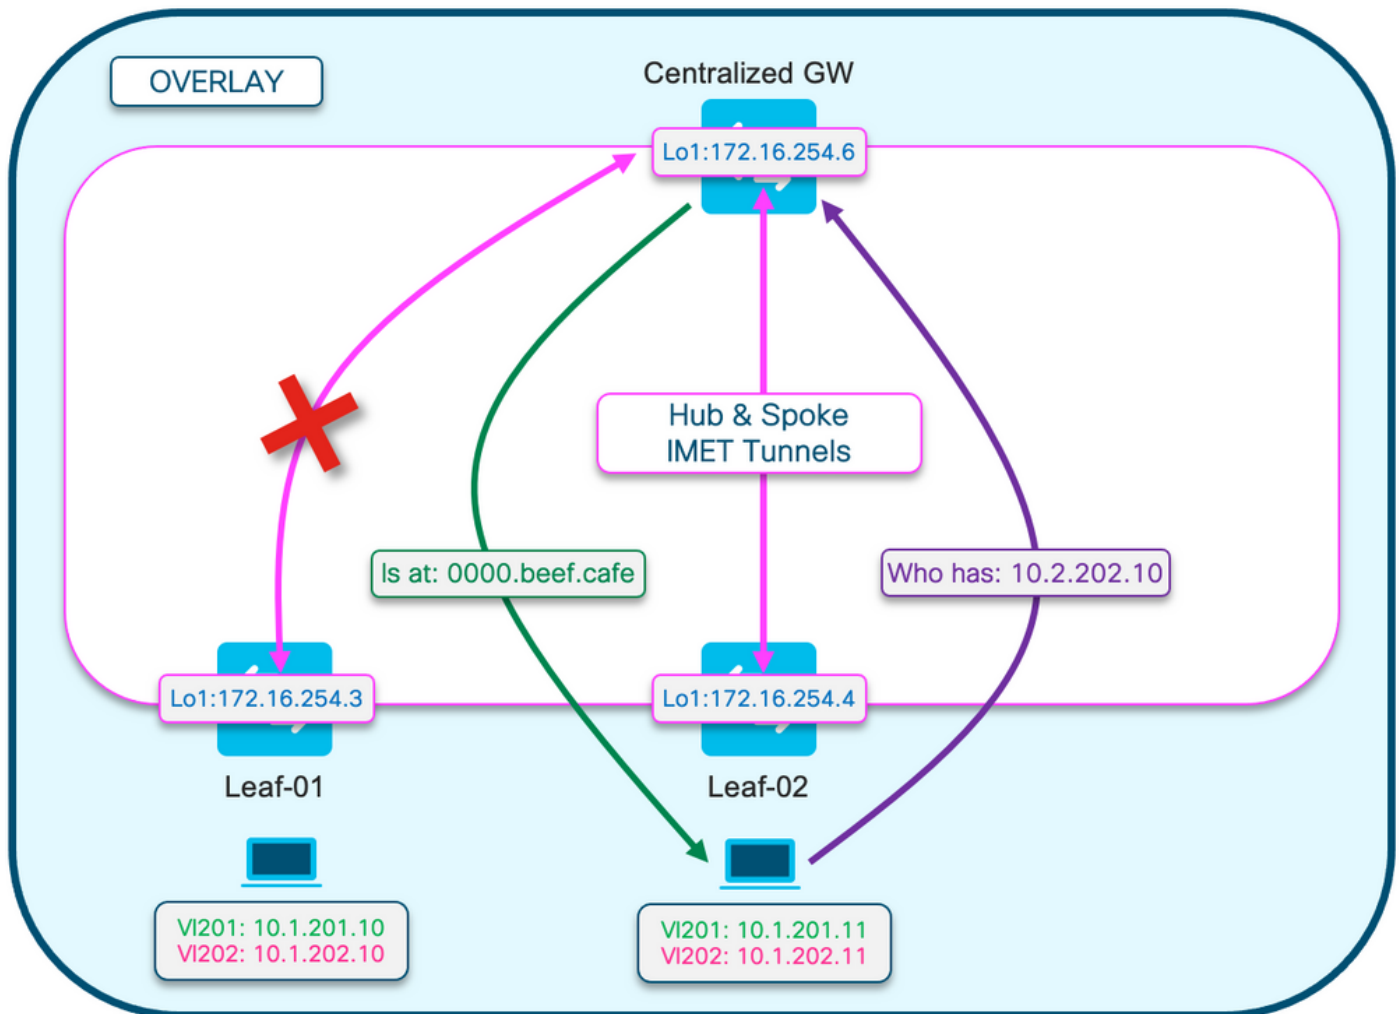 OVERLAY
Centralized GW
Lo1:172.16.254.6
Hub & Spoke
IMET Tunnels
Is at: 0000.beef.cafe
Who has: 10.2.202.10
Lo1:172.16.254.3
Lo1:172.16.254.4
Leaf-01
Leaf-02
Vl201: 10.1.201.10
Vl202: 10.1.202.10
Vl201: 10.1.201.11
Vl202: 10.1.202.11